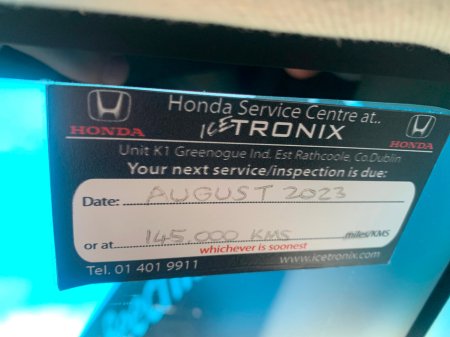 Honda Service Centre at..
HONDA ICETRONIX HONDA
Unit K1 Greenogue Ind. Est Rathcoole, Co.Dublin
Your next service/inspection is due:
Date: AUGUST 2023
or at 145,000 KMS miles/KMS
whichever is soonest
Tel. 01 401 9911 www.icetronix.com